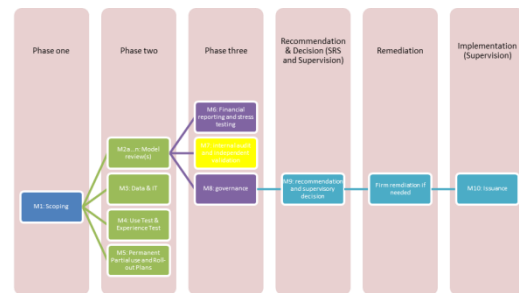 Phase one
Phase two
Phase three
Recommendation
& Decision (SRS
and Supervision)
Remediation
Implementation
(Supervision)
M6: Financial
reporting and stress
testing
M2a...n Model
review(s)
M3: Data & IT
M8: governance
M9: recommendation
and supervisory
decision
Firm remediation if
needed
M10: Issuance
M1: Scoping
M4: Use Test &
Experience Test
M5: Permanent
Partial use and Roll-
out Plans